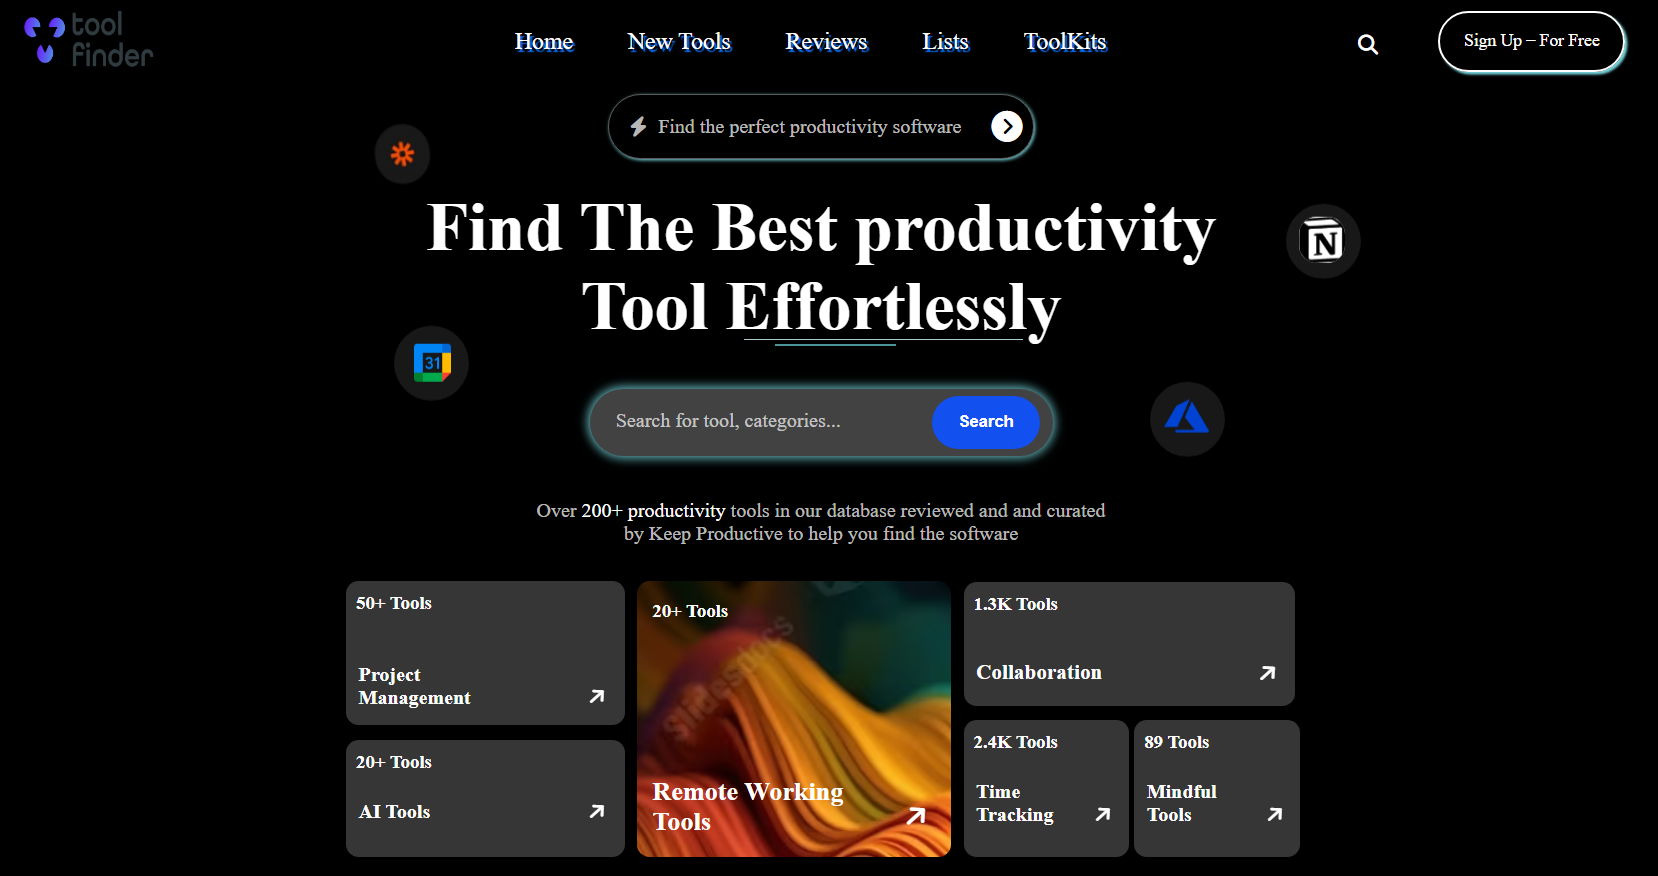 tool
finder
Home New Tools Reviews Lists ToolKits
Sign Up – For Free
Find the perfect productivity software
Find The Best productivity
Tool Effortlessly
N
31
Search for tool, categories...
Search
Over 200+ productivity tools in our database reviewed and and curated
by Keep Productive to help you find the software
50+ Tools
Project
Management
20+ Tools
AI Tools
20+ Tools
slidesdocs
Remote Working
Tools
1.3K Tools
Collaboration
2.4K Tools
Time
Tracking
89 Tools
Mindful
Tools